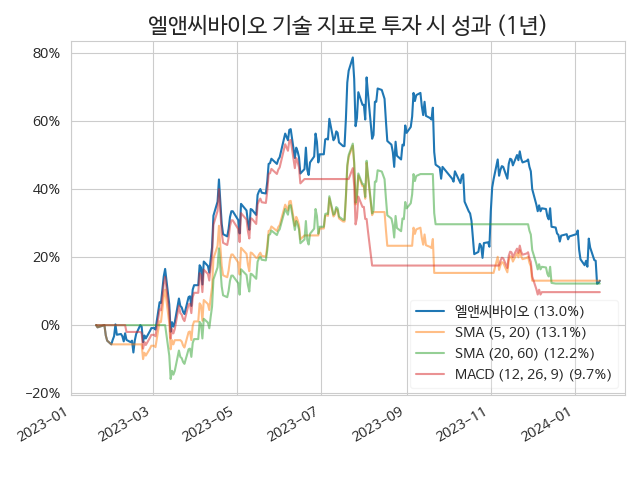 엘앤씨바이오 기술 지표로 투자 시 성과 (1년)
80%
60%
40%
20%
0%
−20%
엘앤씨바이오 (13.0%)
SMA (5, 20) (13.1%)
SMA (20, 60) (12.2%)
MACD (12, 26, 9) (9.7%)
2023-01
2023-03
2023-05
2023-07
2023-09
2023-11
2024-01